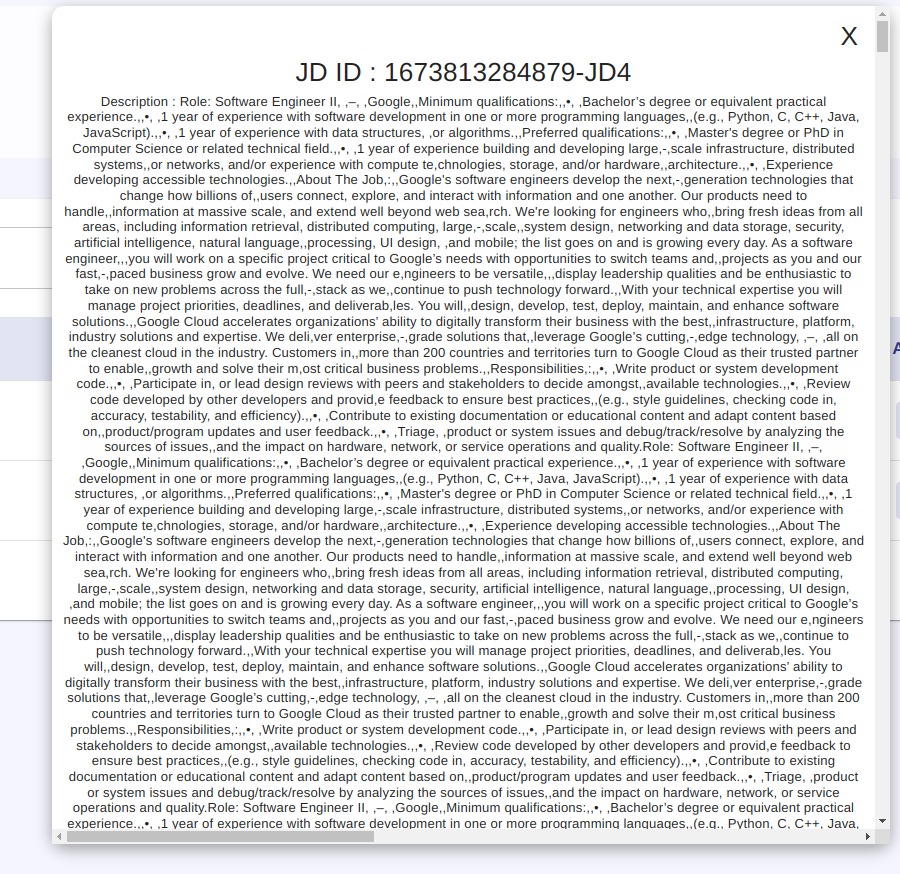 X
JD ID : 1673813284879-JD4
Description : Role: Software Engineer II, ,–, ,Google,,Minimum qualifications:,,•, ,Bachelor’s degree or equivalent practical
experience.,,•, ,1 year of experience with software development in one or more programming languages,,(e.g., Python, C, C++, Java,
JavaScript).,,•, ,1 year of experience with data structures, ,or algorithms.,,Preferred qualifications:,,•, ,Master's degree or PhD in
Computer Science or related technical field.,,•, ,1 year of experience building and developing large,-,scale infrastructure, distributed
systems,,or networks, and/or experience with compute te,chnologies, storage, and/or hardware,,architecture.,,•, ,Experience
developing accessible technologies.,,About The Job,:,,Google's software engineers develop the next,-,generation technologies that
change how billions of,,users connect, explore, and interact with information and one another. Our products need to
handle,,information at massive scale, and extend well beyond web sea,rch. We're looking for engineers who,,bring fresh ideas from all
areas, including information retrieval, distributed computing, large,-,scale,,system design, networking and data storage, security,
artificial intelligence, natural language,,processing, UI design, ,and mobile; the list goes on and is growing every day. As a software
engineer,,,you will work on a specific project critical to Google’s needs with opportunities to switch teams and,,projects as you and our
fast,-,paced business grow and evolve. We need our e,ngineers to be versatile,,,display leadership qualities and be enthusiastic to
take on new problems across the full,-,stack as we,,continue to push technology forward.,,With your technical expertise you will
manage project priorities, deadlines, and deliverab,les. You will,,design, develop, test, deploy, maintain, and enhance software
solutions.,,Google Cloud accelerates organizations’ ability to digitally transform their business with the best,,infrastructure, platform,
industry solutions and expertise. We deli,ver enterprise,-,grade solutions that,,leverage Google’s cutting,-,edge technology, ,–, ,all on
the cleanest cloud in the industry. Customers in,,more than 200 countries and territories turn to Google Cloud as their trusted partner
to enable,,growth and solve their m,ost critical business problems.,,Responsibilities,:,,•, ,Write product or system development
code.,,•, ,Participate in, or lead design reviews with peers and stakeholders to decide amongst,,available technologies.,,•, ,Review
code developed by other developers and provid,e feedback to ensure best practices,,(e.g., style guidelines, checking code in,
accuracy, testability, and efficiency).,,•, ,Contribute to existing documentation or educational content and adapt content based
on,,product/program updates and user feedback.,,•, ,Triage, ,product or system issues and debug/track/resolve by analyzing the
sources of issues,,and the impact on hardware, network, or service operations and quality.Role: Software Engineer II, ,–,
,Google,,Minimum qualifications:,,•, ,Bachelor’s degree or equivalent practical experience.,,•, ,1 year of experience with software
development in one or more programming languages,,(e.g., Python, C, C++, Java, JavaScript).,,•, ,1 year of experience with data
structures, ,or algorithms.,,Preferred qualifications:,,•, ,Master's degree or PhD in Computer Science or related technical field.,,•, ,1
year of experience building and developing large,-,scale infrastructure, distributed systems,,or networks, and/or experience with
compute te,chnologies, storage, and/or hardware,,architecture.,,•, ,Experience developing accessible technologies.,,About The
Job,:,,Google's software engineers develop the next,-,generation technologies that change how billions of,,users connect, explore, and
interact with information and one another. Our products need to handle,,information at massive scale, and extend well beyond web
sea,rch. We're looking for engineers who,,bring fresh ideas from all areas, including information retrieval, distributed computing,
large,-,scale,,system design, networking and data storage, security, artificial intelligence, natural language,,processing, UI design,
,and mobile; the list goes on and is growing every day. As a software engineer,,,you will work on a specific project critical to Google’s
needs with opportunities to switch teams and,,projects as you and our fast,-,paced business grow and evolve. We need our e,ngineers
to be versatile,,,display leadership qualities and be enthusiastic to take on new problems across the full,-,stack as we,,continue to
push technology forward.,,With your technical expertise you will manage project priorities, deadlines, and deliverab,les. You
will,,design, develop, test, deploy, maintain, and enhance software solutions.,,Google Cloud accelerates organizations’ ability to
digitally transform their business with the best,,infrastructure, platform, industry solutions and expertise. We deli,ver enterprise,-,grade
solutions that,,leverage Google’s cutting,-,edge technology, ,–, ,all on the cleanest cloud in the industry. Customers in,,more than 200
countries and territories turn to Google Cloud as their trusted partner to enable,,growth and solve their m,ost critical business
problems.,,Responsibilities,:,,•, ,Write product or system development code.,,•, ,Participate in, or lead design reviews with peers and
stakeholders to decide amongst,,available technologies.,,•, ,Review code developed by other developers and provid,e feedback to
ensure best practices,,(e.g., style guidelines, checking code in, accuracy, testability, and efficiency).,,•, ,Contribute to existing
documentation or educational content and adapt content based on,,product/program updates and user feedback.,,•, ,Triage, ,product
or system issues and debug/track/resolve by analyzing the sources of issues,,and the impact on hardware, network, or service
operations and quality.Role: Software Engineer II, ,–, ,Google,,Minimum qualifications:,,•, ,Bachelor’s degree or equivalent practical
experience.,,•, ,1 year of experience with software development in one or more programming languages,,(e.g., Python, C, C++, Java,